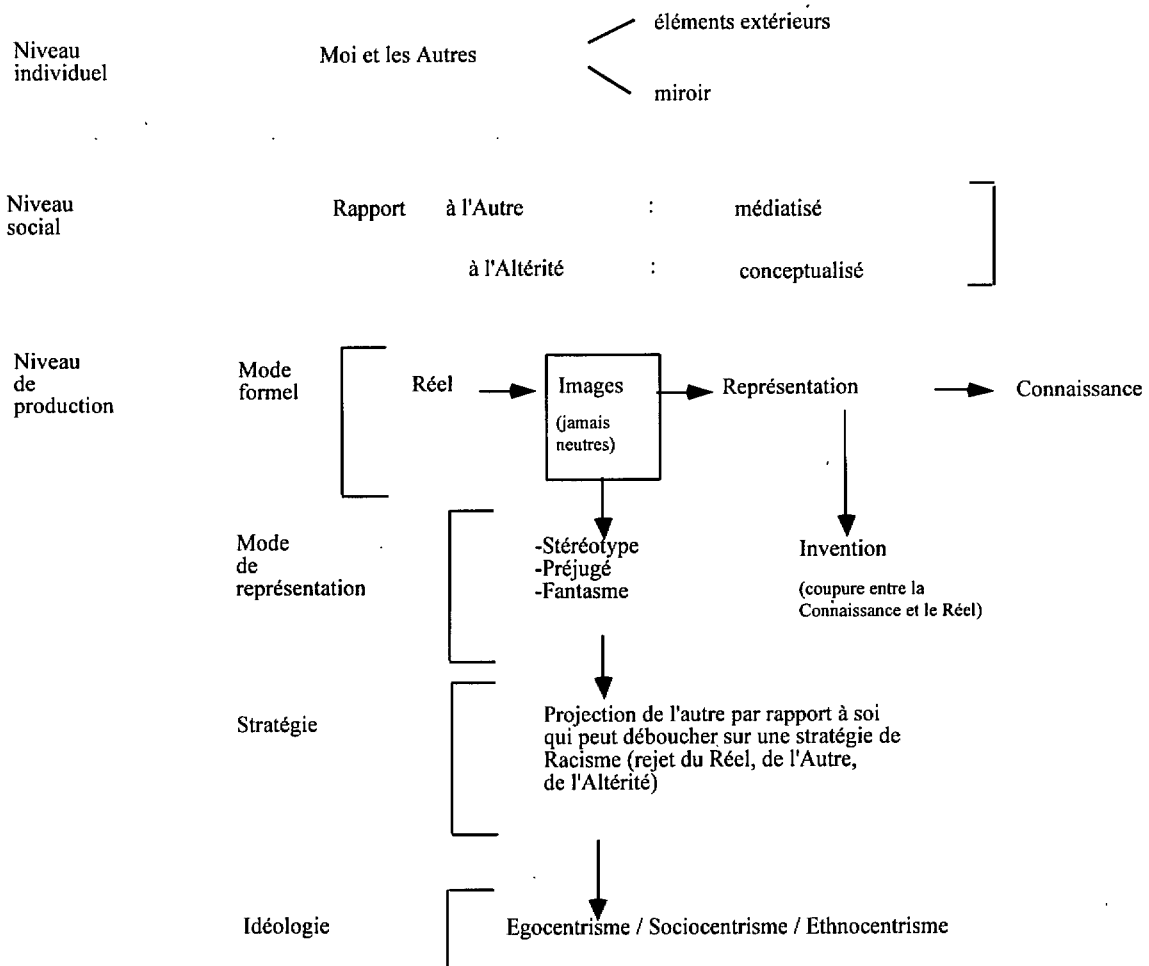 éléments extérieurs
Niveau
individuel
Moi et les Autres
miroir
Niveau
social
Rapport à l'Autre : médiatisé
à l'Altérité : conceptualisé
Niveau
de
production
Mode
formel
Réel
Images
(jamais
neutres)
Représentation
Connaissance
Mode
de
représentation
-Stéréotype
-Préjugé
-Fantasme
Invention
(coupure entre la
Connaissance et le Réel)
Stratégie
Projection de l'autre par rapport à soi
qui peut déboucher sur une stratégie de
Racisme (rejet du Réel, de l'Autre,
de l'Altérité)
Idéologie
Egocentrisme / Sociocentrisme / Ethnocentrisme